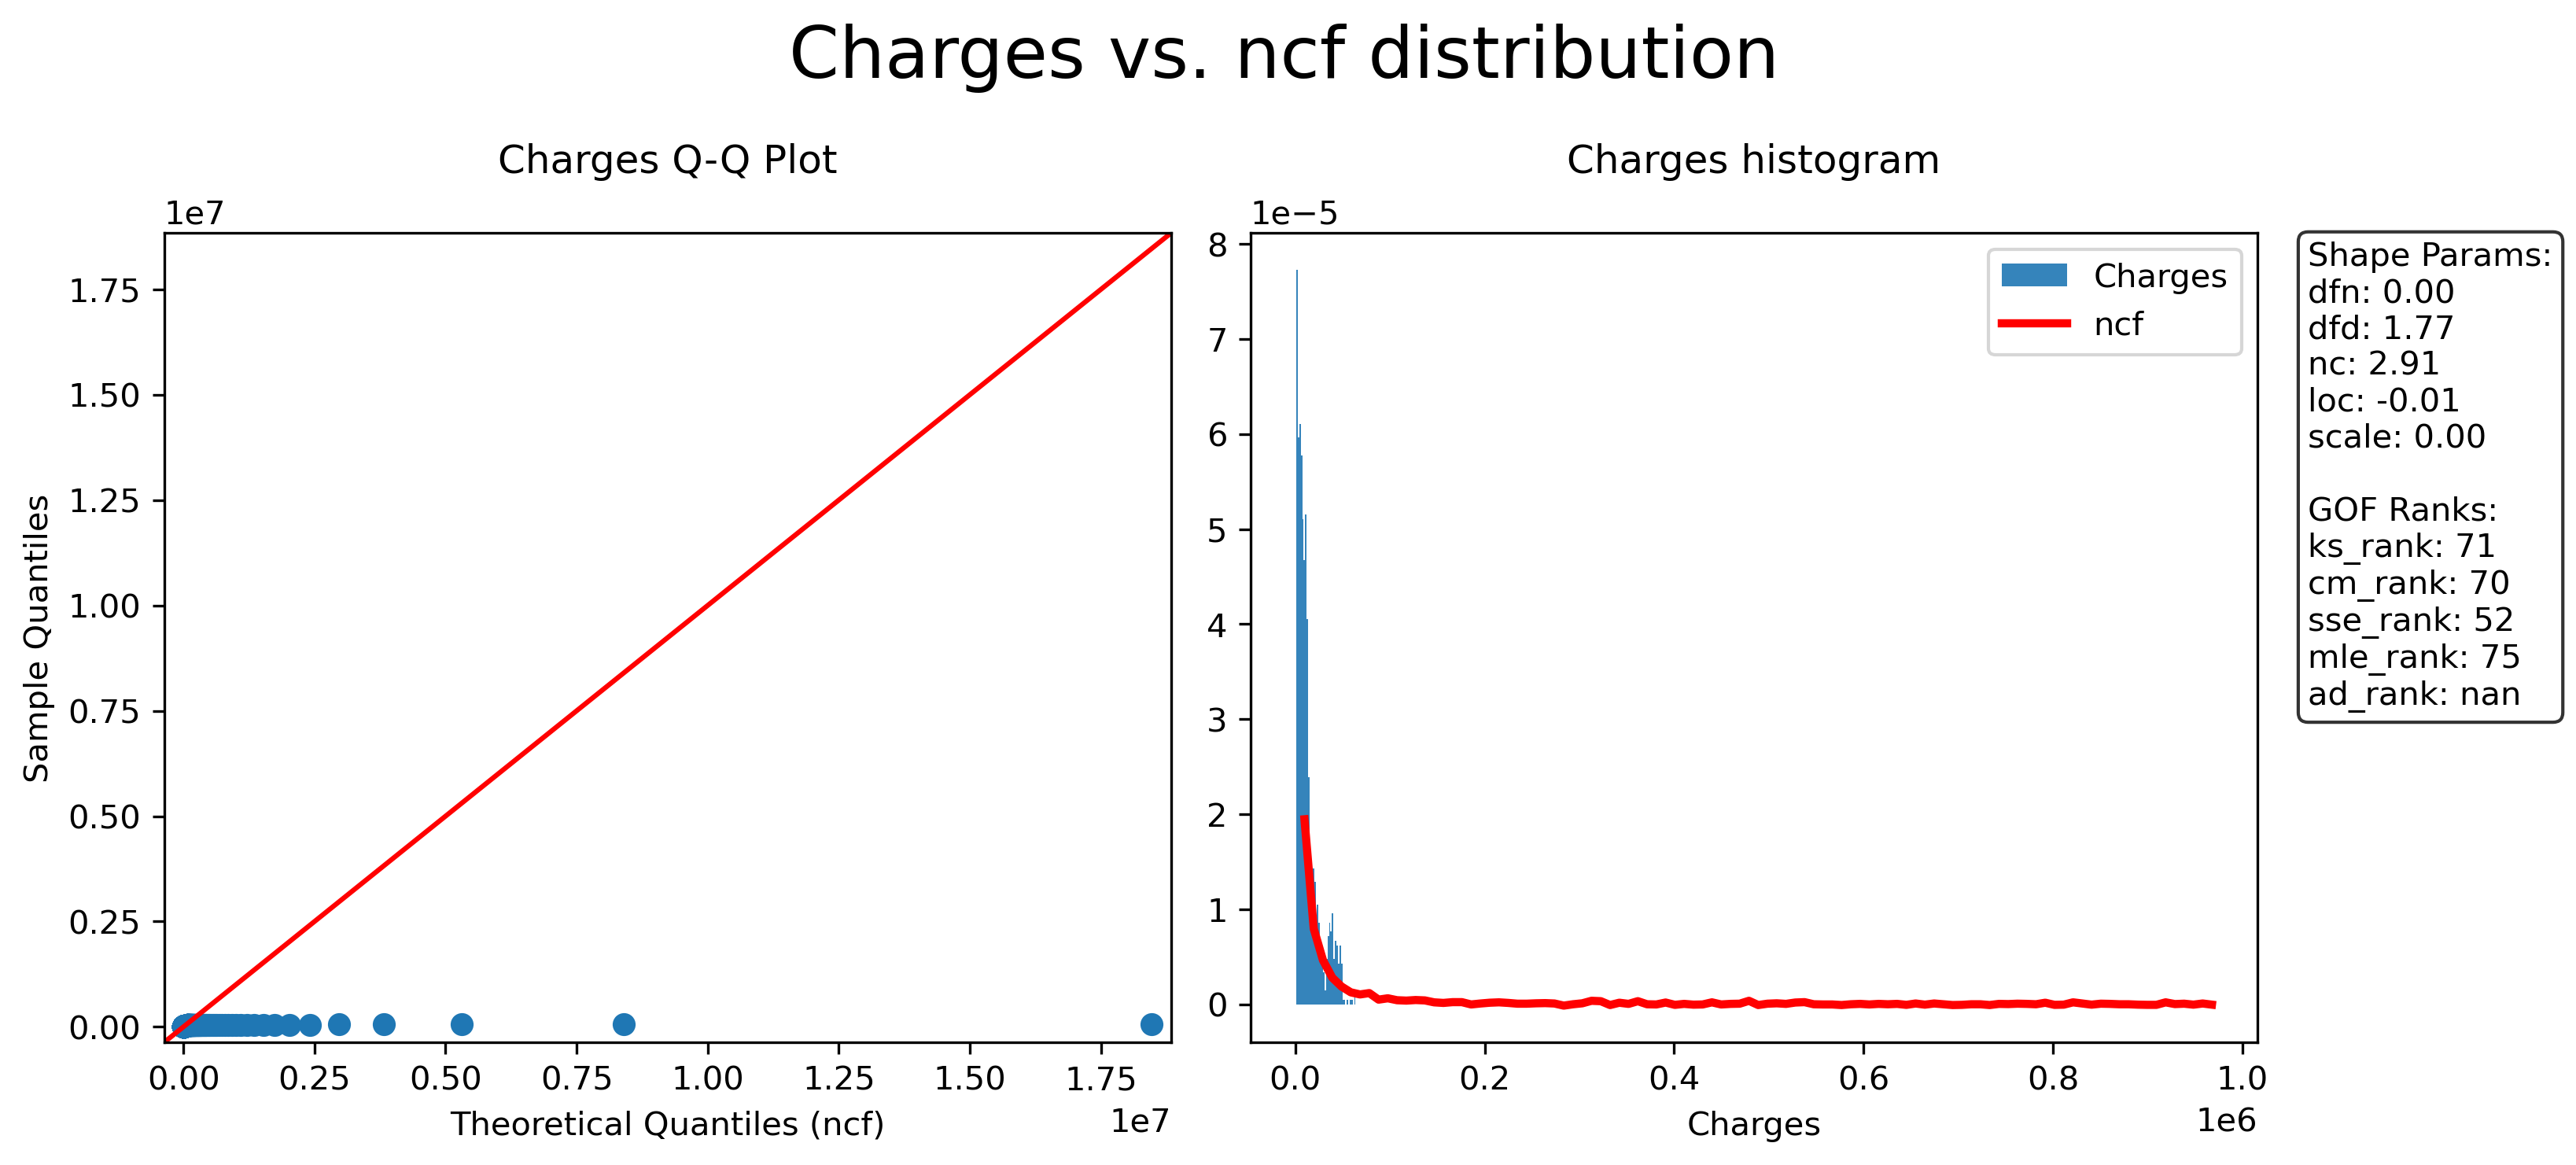 Charges vs. ncf distribution
Charges Q-Q Plot
1e7
1.75
1.50
1.25
1.00
0.75
0.50
0.25
0.00
Sample Quantiles
0.00 0.25 0.50 0.75 1.00 1.25 1.50 1.75
Theoretical Quantiles (ncf)
1e7
Charges histogram
1e−5
8
7
6
5
4
3
2
1
0
Charges
ncf
0.0 0.2 0.4 0.6 0.8 1.0
Charges
1e6
Shape Params:
dfn: 0.00
dfd: 1.77
nc: 2.91
loc: -0.01
scale: 0.00
GOF Ranks:
ks_rank: 71
cm_rank: 70
sse_rank: 52
mle_rank: 75
ad_rank: nan